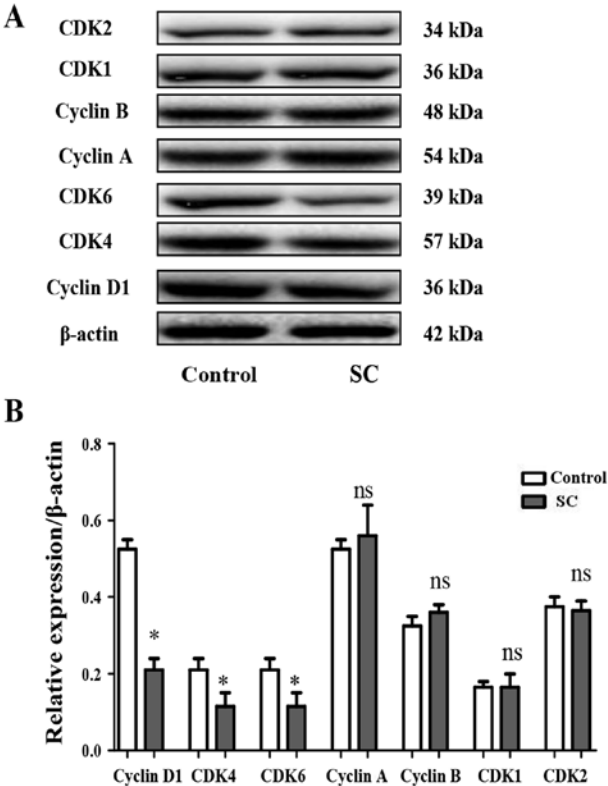 A
CDK2 34 kDa
CDK1 36 kDa
Cyclin B 48 kDa
Cyclin A 54 kDa
CDK6 39 kDa
CDK4 57 kDa
Cyclin D1 36 kDa
β-actin 42 kDa
Control SC
B
Relative expression/β-actin
0.8
0.6
0.4
0.2
0.0
Control
SC
* * * ns ns ns ns
Cyclin D1 CDK4 CDK6 Cyclin A Cyclin B CDK1 CDK2